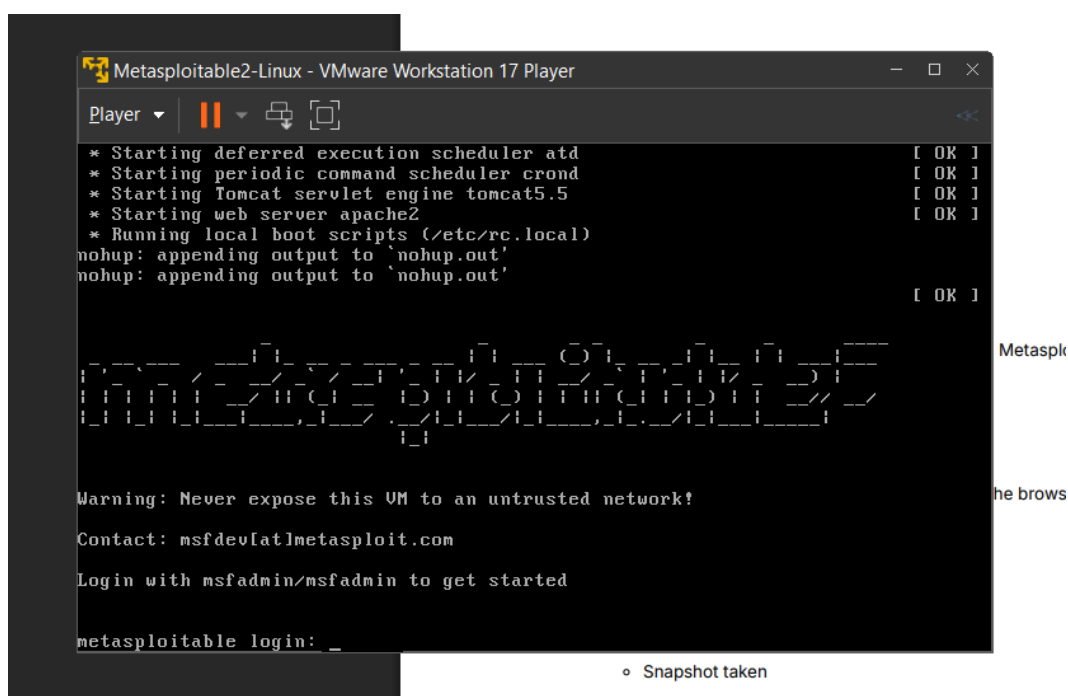 Metasploitable2-Linux - VMware Workstation 17 Player
Player
* Starting deferred execution scheduler atd [ OK ]
* Starting periodic command scheduler crond [ OK ]
* Starting Tomcat servlet engine tomcat5.5 [ OK ]
* Starting web server apache2 [ OK ]
* Running local boot scripts (/etc/rc.local)
nohup: appending output to `nohup.out'
nohup: appending output to `nohup.out'
[ OK ]
metasploitable2
Warning: Never expose this VM to an untrusted network!
Contact: msfdev[at]metasploit.com
Login with msfadmin/msfadmin to get started
metasploitable login: _
Metasplo
he brows
Snapshot taken